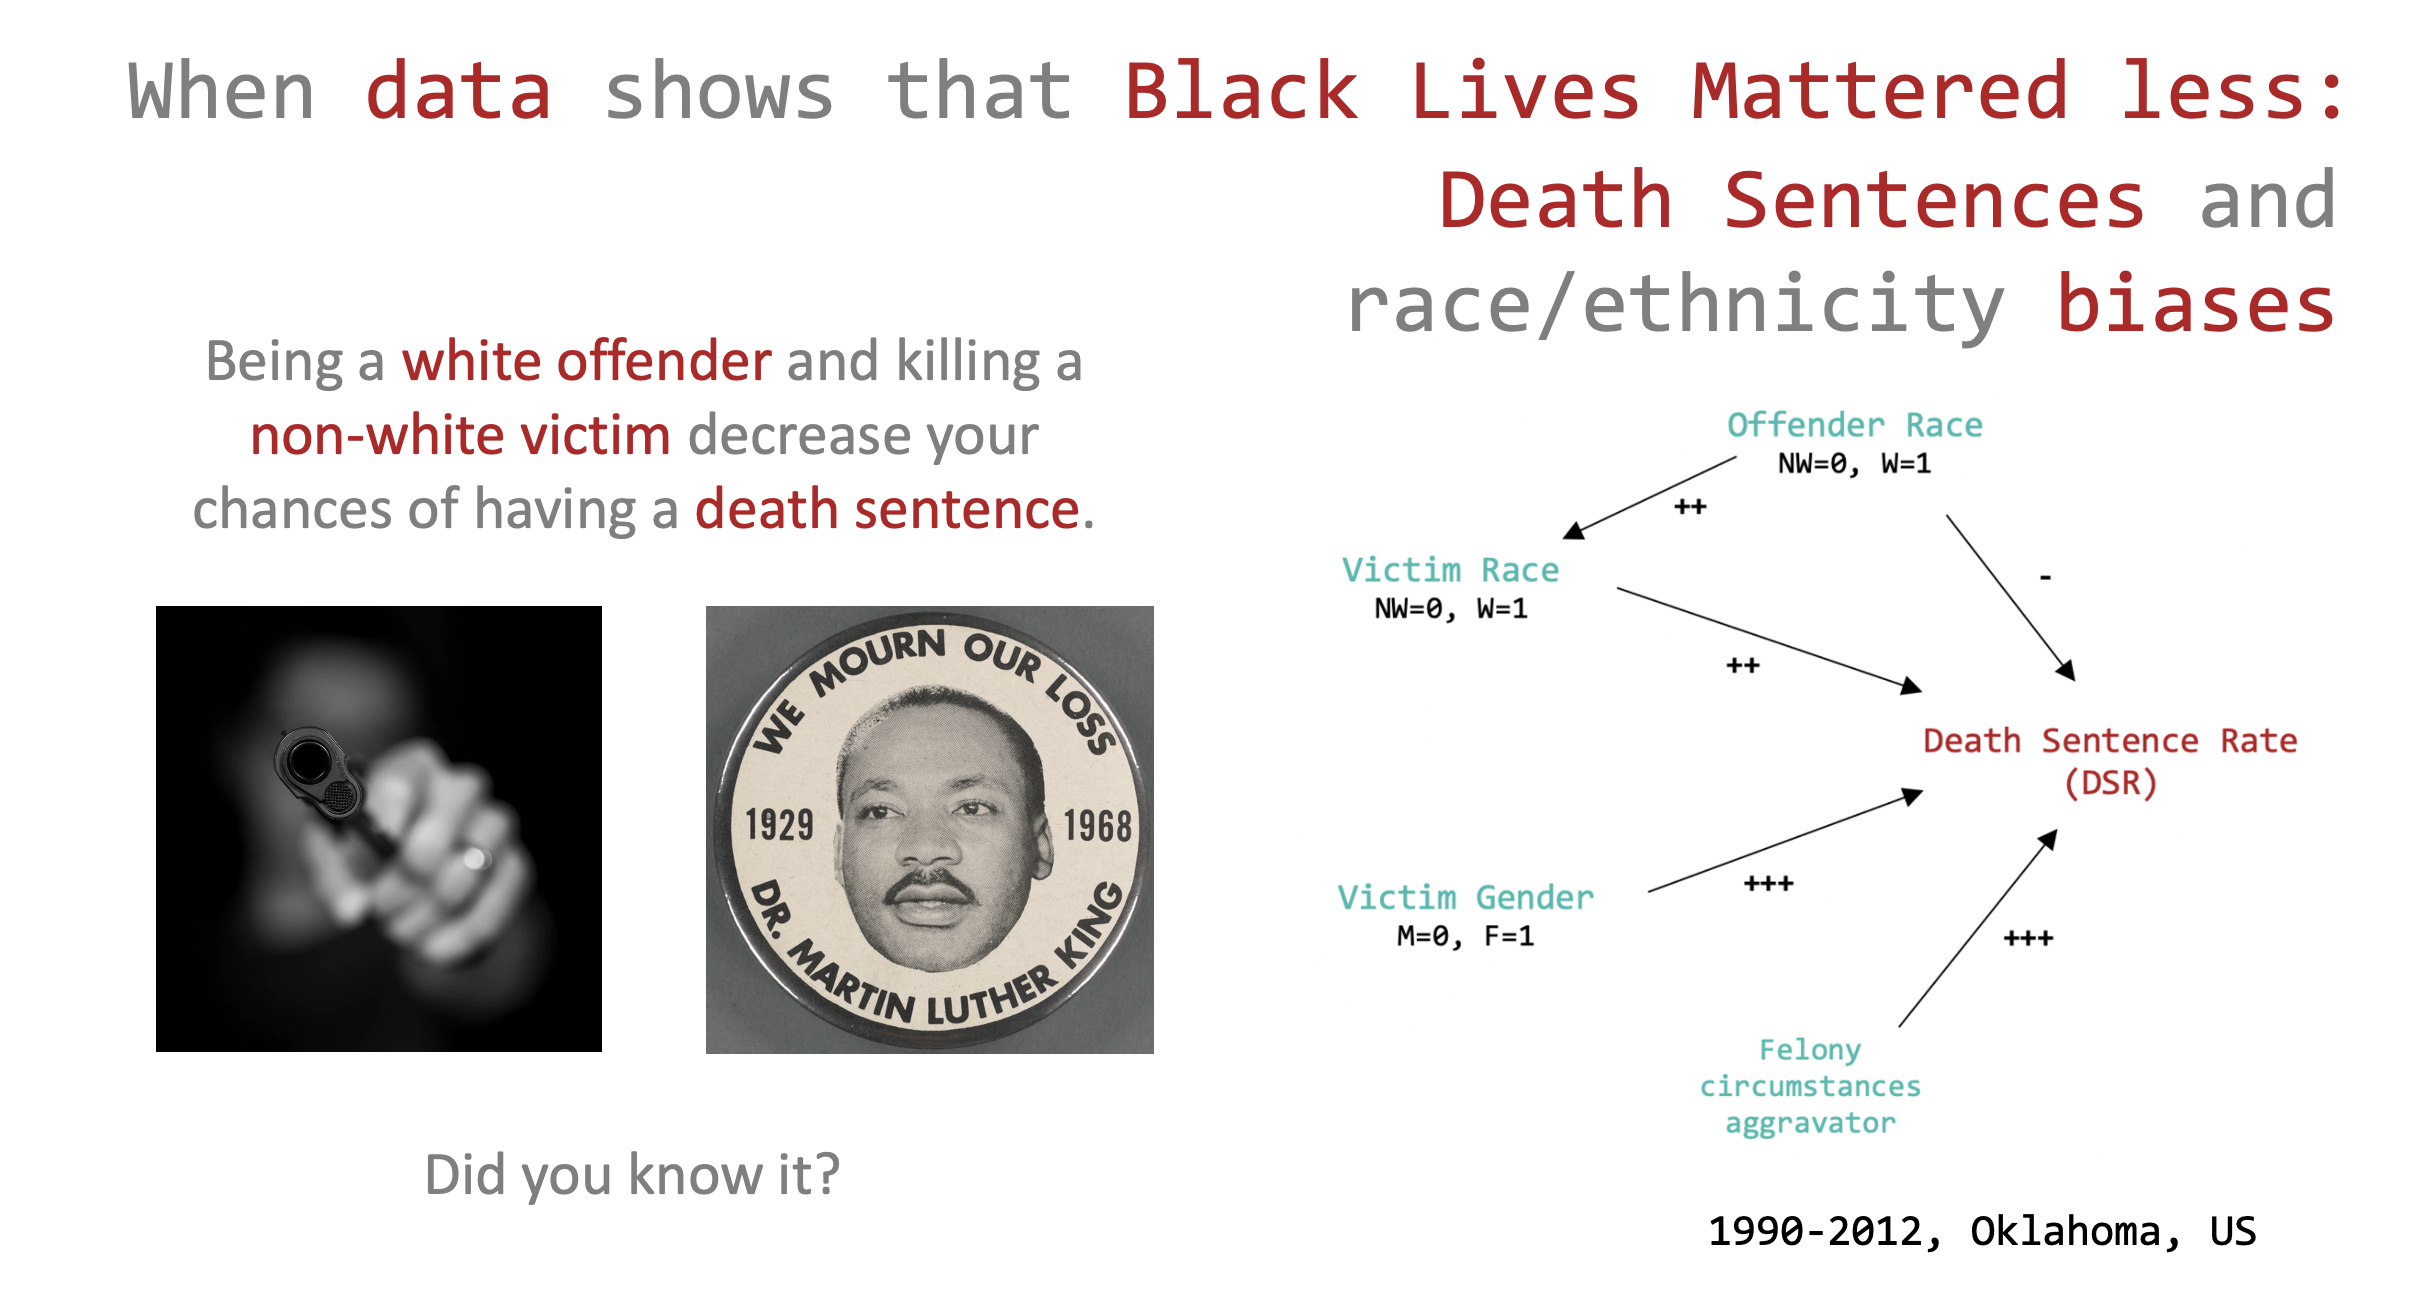 When data shows that Black Lives Mattered less:
Death Sentences and
race/ethnicity biases
Being a white offender and killing a
non-white victim decrease your
chances of having a death sentence.
WE MOURN OUR LOSS
1929
1968
DR. MARTIN LUTHER KING
Did you know it?
Offender Race
NW=0, W=1
++
-
Victim Race
NW=0, W=1
++
Death Sentence Rate
(DSR)
Victim Gender
M=0, F=1
+++
+++
Felony
circumstances
aggravator
1990-2012, Oklahoma, US